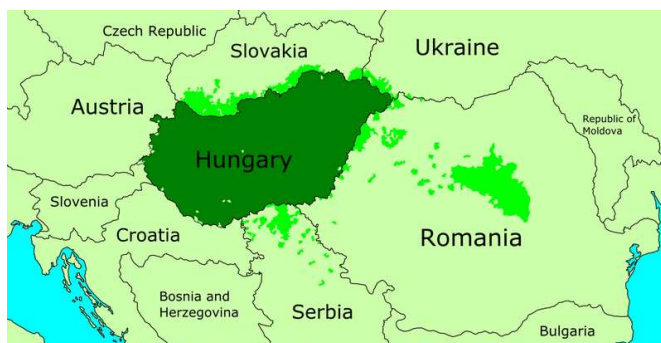 Czech Republic
Slovakia
Ukraine
Austria
Republic of
Moldova
Hungary
Slovenia
Croatia
Romania
Bosnia and
Herzegovina
Serbia
Bulgaria